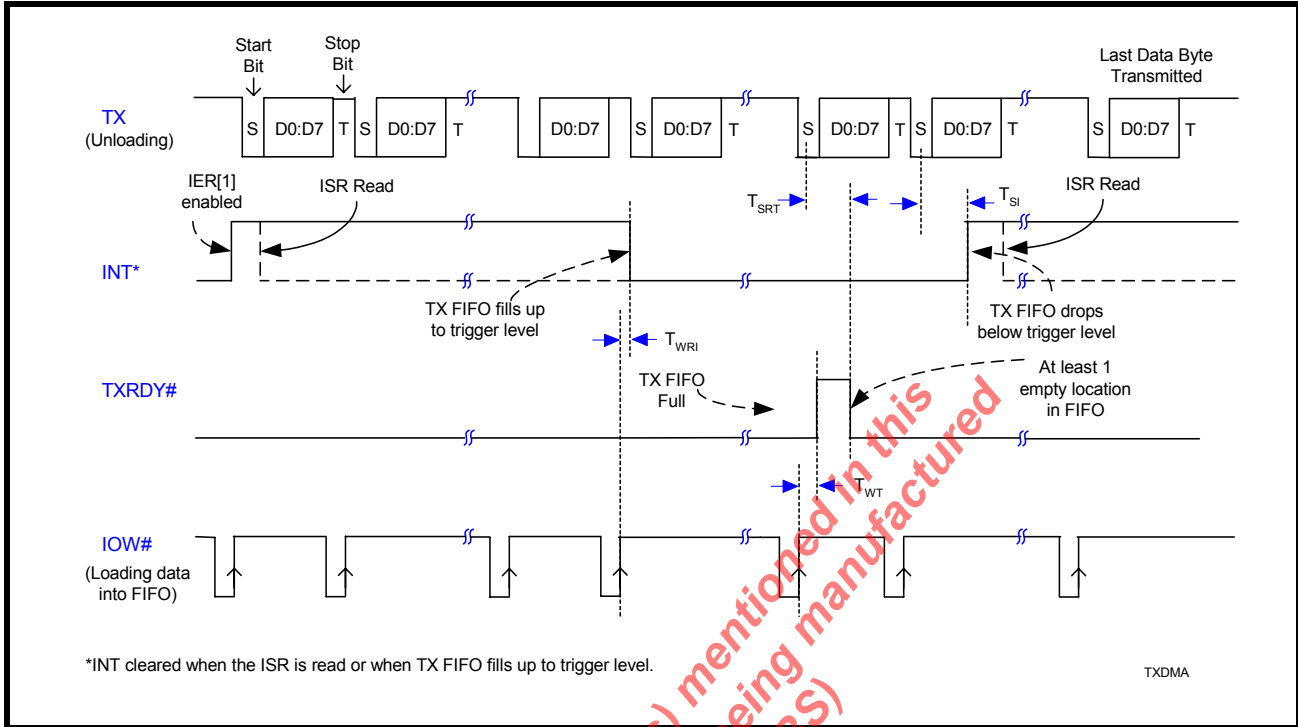 Start
Bit
Stop
Bit
Last Data Byte
Transmitted
TX
(Unloading)
S D0:D7 T S D0:D7 T D0:D7 S D0:D7 T S D0:D7 T S D0:D7 T S D0:D7 T
IER[1]
enabled
ISR Read
TSRT
TSI
ISR Read
INT*
TX FIFO fills up
to trigger level
TX FIFO drops
below trigger level
TWRI
TXRDY#
TX FIFO
Full
At least 1
empty location
in FIFO
TWT
IOW#
(Loading data
into FIFO)
*INT cleared when the ISR is read or when TX FIFO fills up to trigger level.
TXDMA
mentioned in this
being manufactured